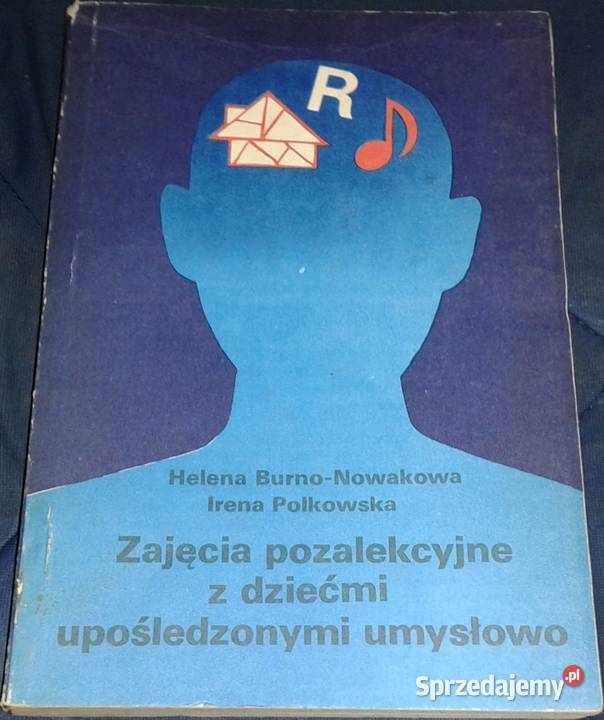 R
Helena Burno-Nowakowa
Irena Polkowska
Zajęcia pozalekcyjne
z dziećmi
upośledzonymi umysłowo
Sprzedajemy.pl